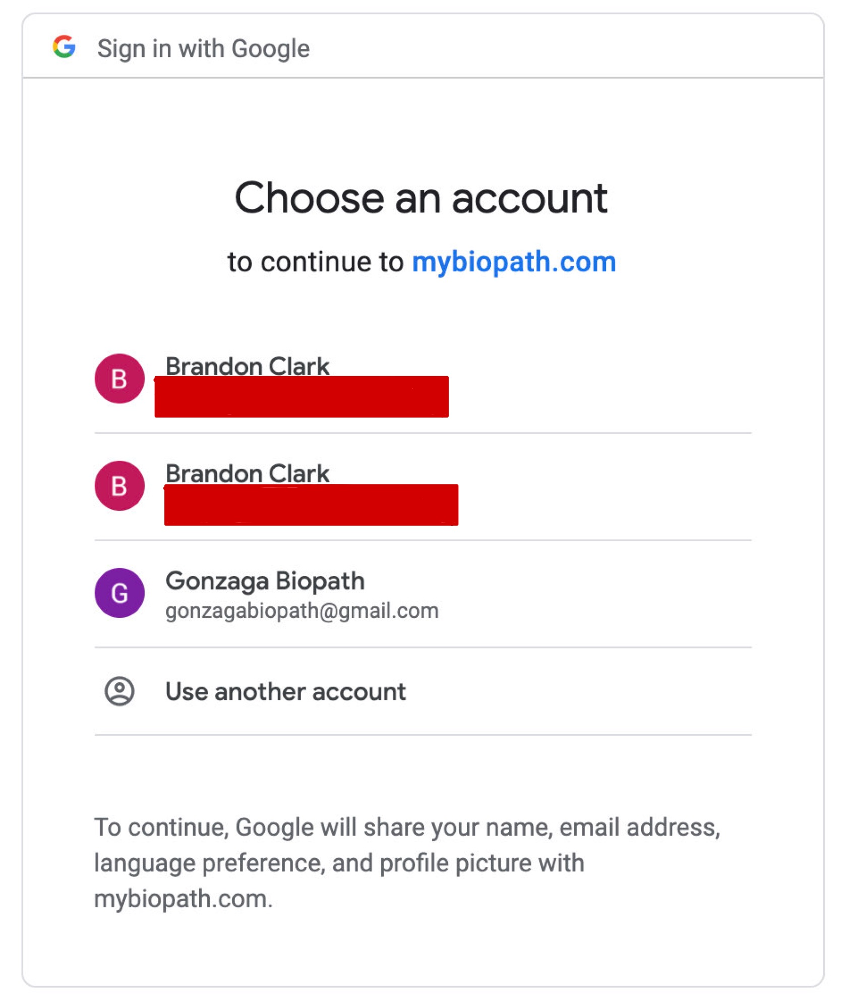 Sign in with Google
Choose an account
to continue to mybiopath.com
B
Brandon Clark
B
Brandon Clark
G
Gonzaga Biopath
gonzagabiopath@gmail.com
Use another account
To continue, Google will share your name, email address,
language preference, and profile picture with
mybiopath.com.